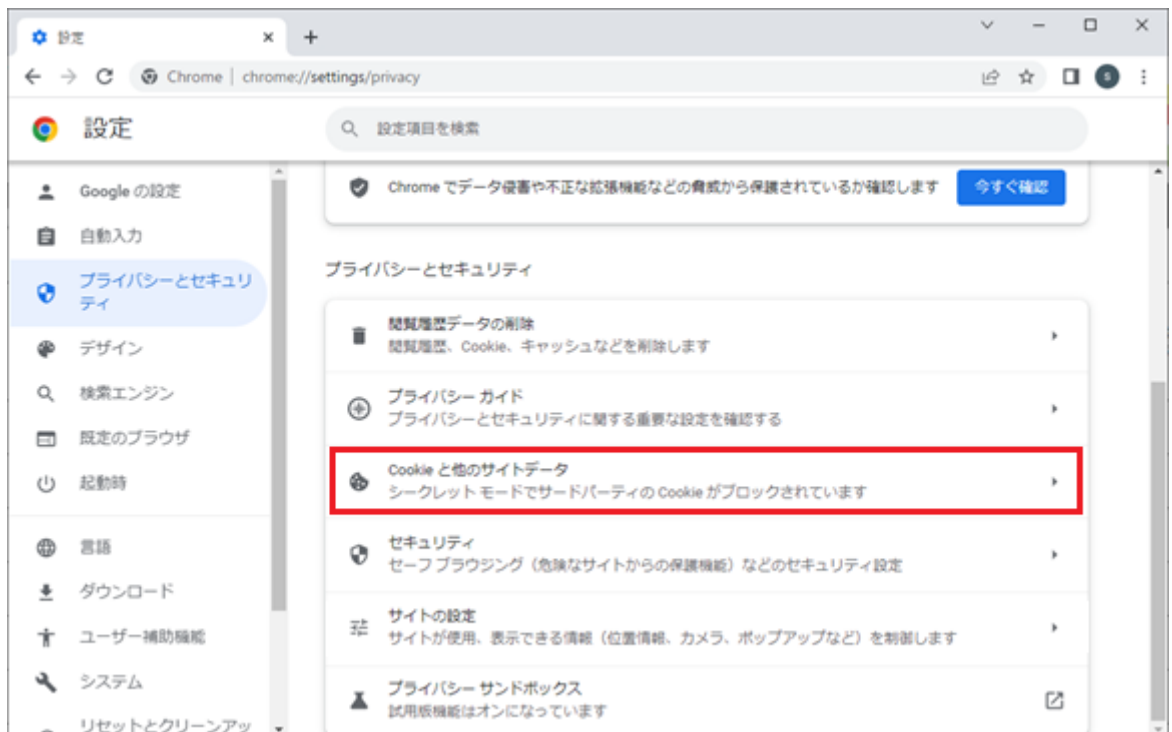 設定
Chrome | chrome://settings/privacy
S
設定
設定項目を検索
Google の設定
自動入力
プライバシーとセキュリ
ティ
デザイン
検索エンジン
既定のブラウザ
起動時
言語
ダウンロード
ユーザー補助機能
システム
リセットとクリーンアッ
Chrome でデータ侵害や不正な拡張機能などの脅威から保護されているか確認します
今すぐ確認
プライバシーとセキュリティ
閲覧履歴データの削除
閲覧履歴、Cookie、キャッシュなどを削除します
プライバシー ガイド
プライバシーとセキュリティに関する重要な設定を確認する
Cookie と他のサイトデータ
シークレット モードでサードパーティの Cookie がブロックされています
セキュリティ
セーフ ブラウジング（危険なサイトからの保護機能）などのセキュリティ設定
サイトの設定
サイトが使用、表示できる情報（位置情報、カメラ、ポップアップなど）を制御します
プライバシー サンドボックス
試用版機能はオンになっています